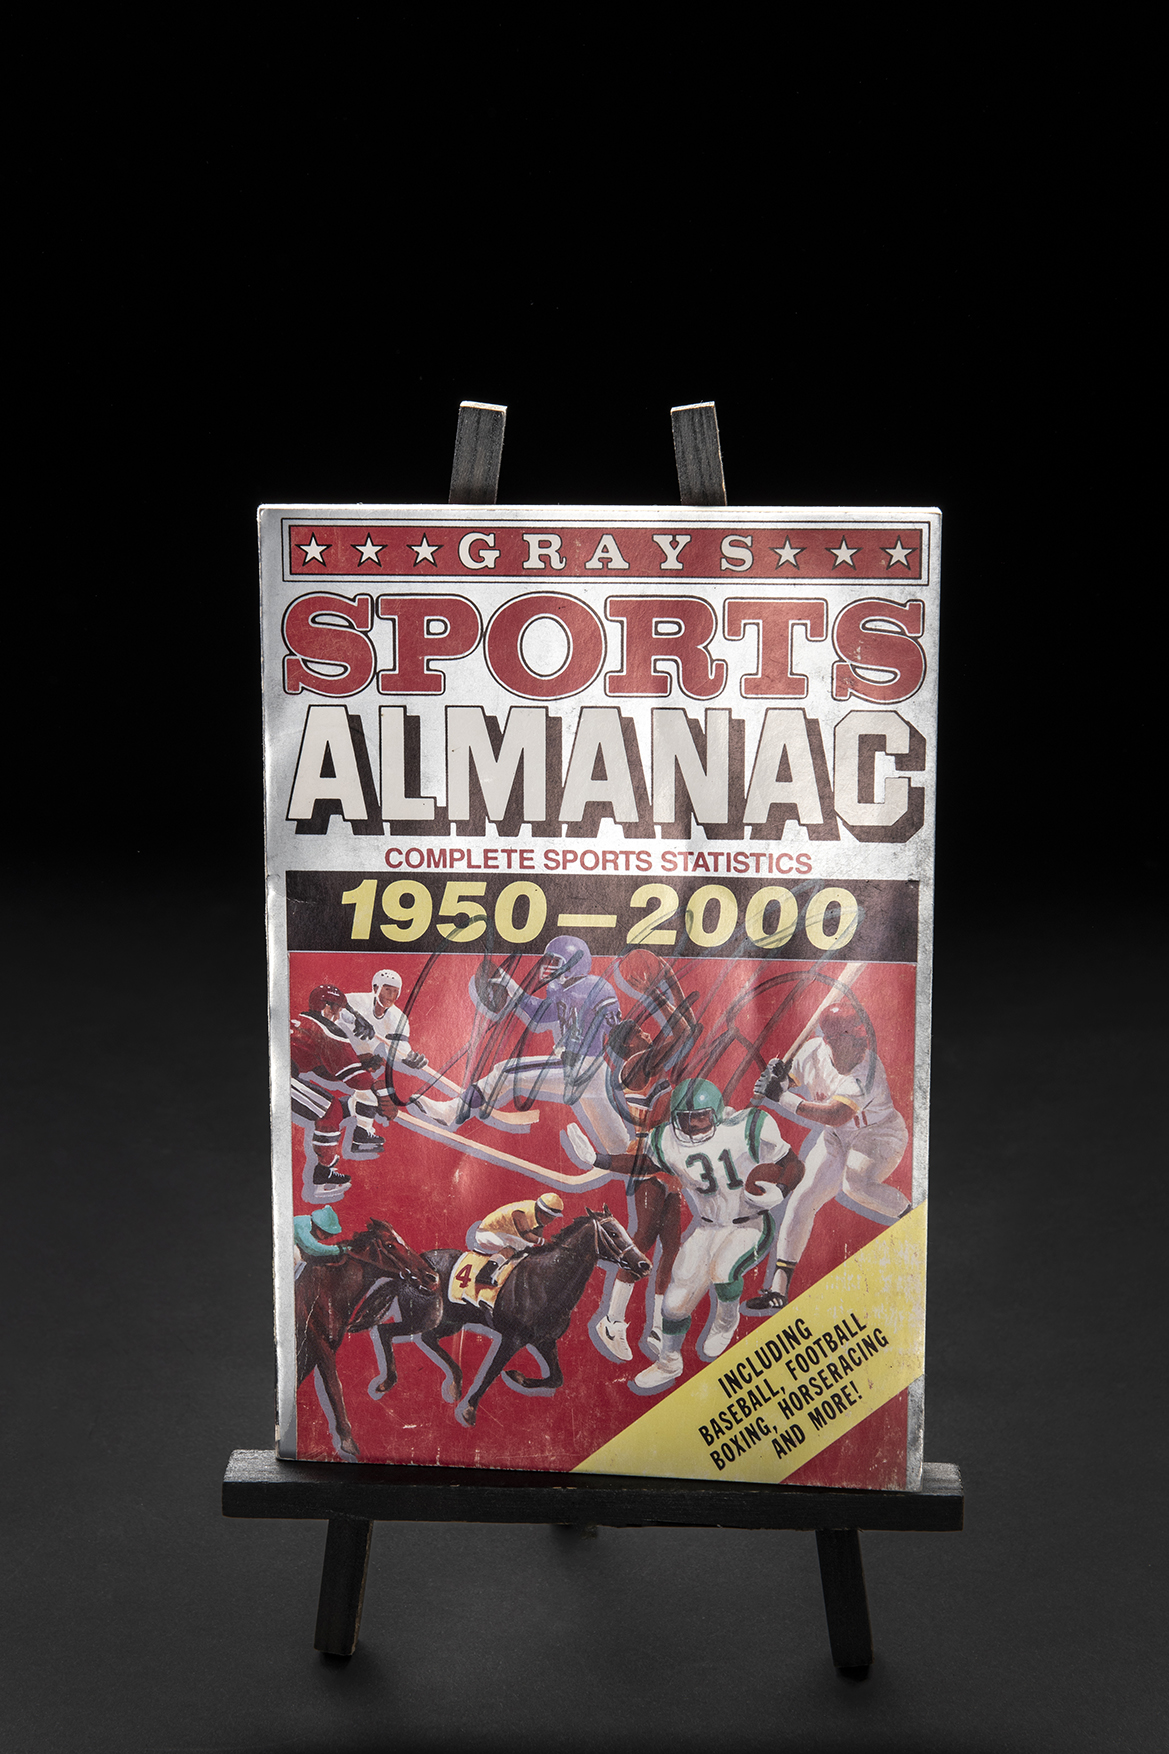 GRAYS
SPORTS
ALMANAC
COMPLETE SPORTS STATISTICS
1950–2000
31
4
INCLUDING
BASEBALL, FOOTBALL
BOXING, HORSERACING
AND MORE!